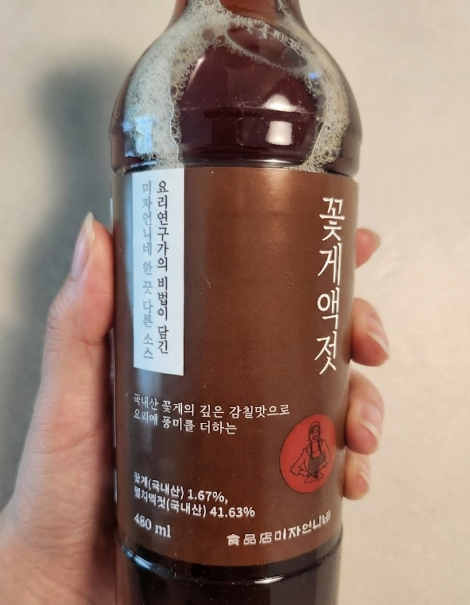 꽃게액젓
요리연구가의 비법이 담긴
미자언니네 한 끗 다른 소스
국내산 꽃게의 깊은 감칠맛으로
요리에 풍미를 더하는
꽃게(국내산) 1.67%,
멸치액젓(국내산) 41.63%
480 ml
食品店미자언니네